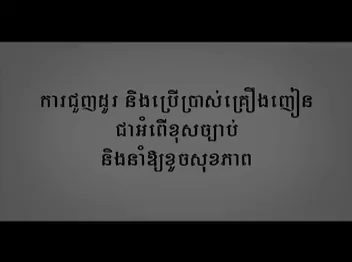 ការជួញដូរ និងប្រើប្រាស់គ្រឿងញៀន
ជាអំពើខុសច្បាប់
និងនាំឱ្យខូចសុខភាព